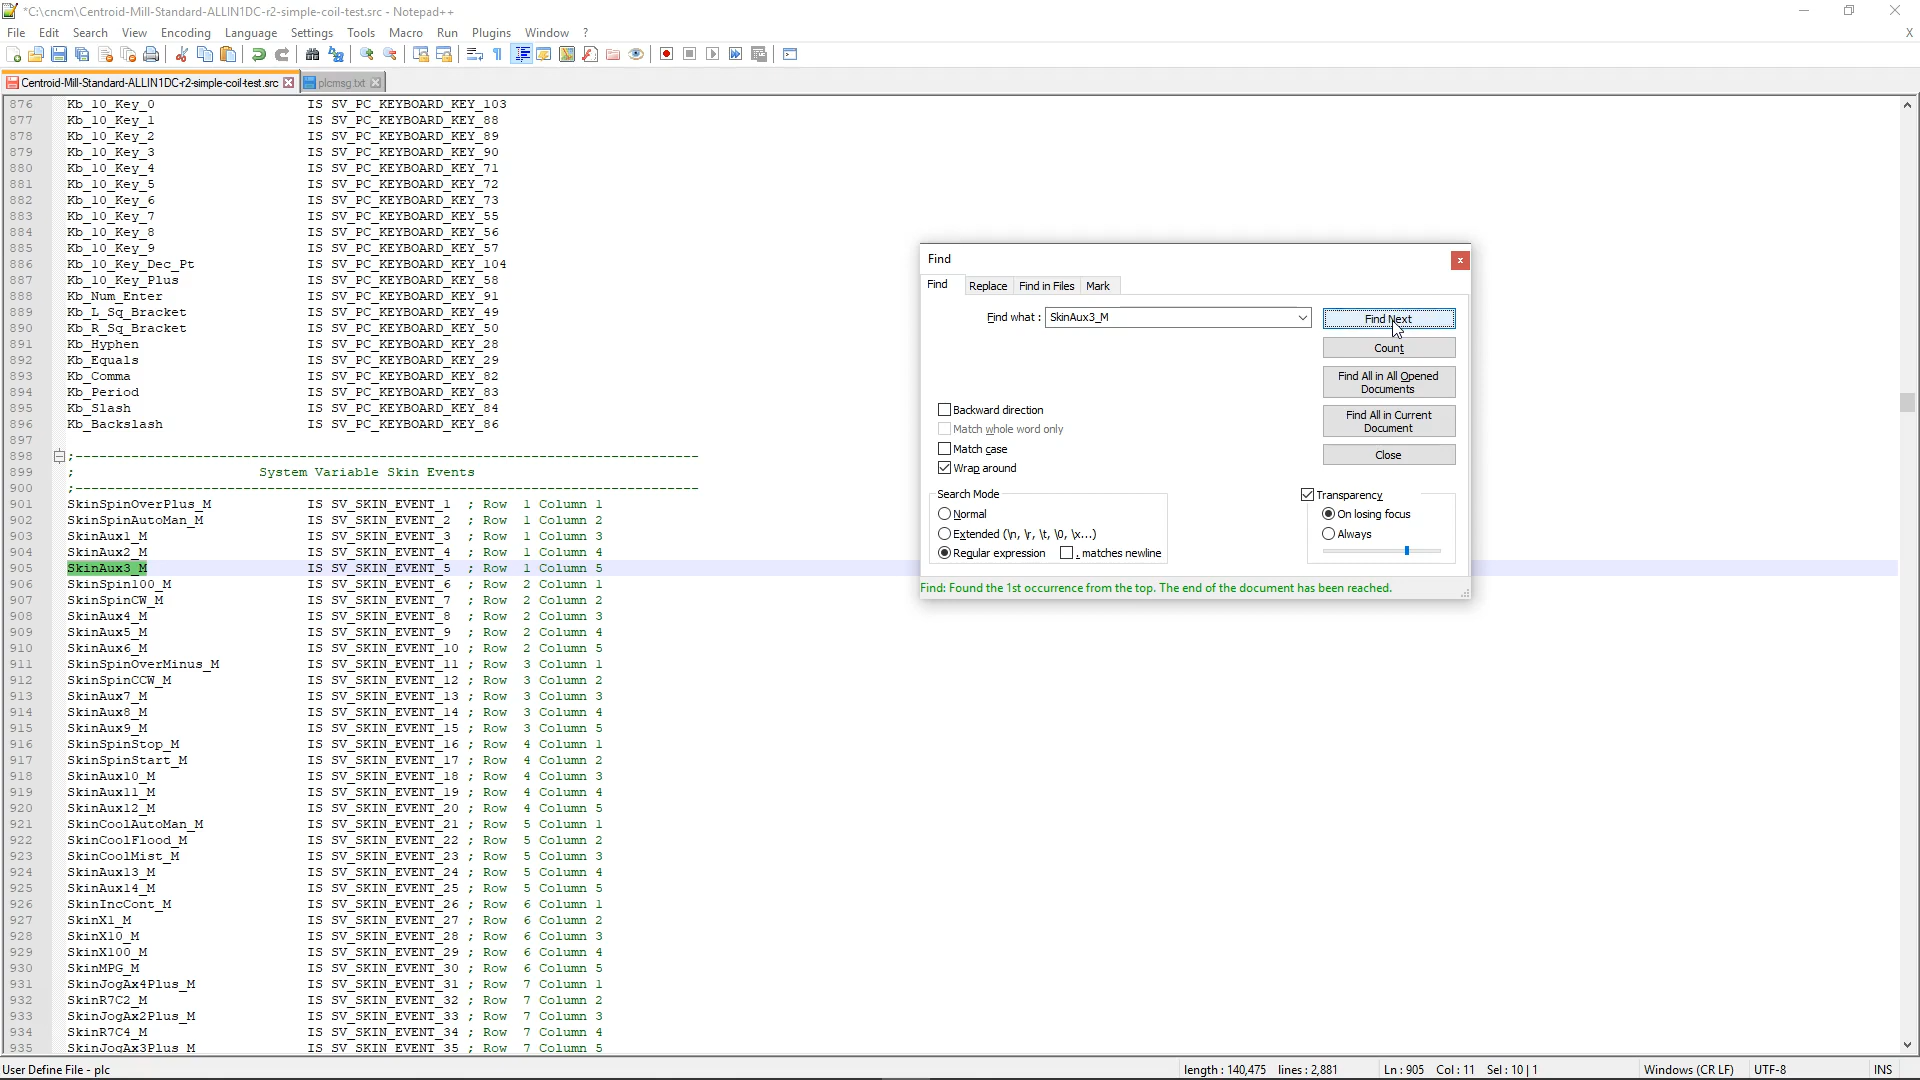 *C:\cncm\Centroid-Mill-Standard-ALLIN1DC-r2-simple-coil-test.src - Notepad++
File Edit Search View Encoding Language Settings Tools Macro Run Plugins Window ? X
Centroid-Mill-Standard-ALLIN1DC-r2-simple-coil-test.src plcmsg.txt
876 Kb_10_Key_0 IS SV_PC_KEYBOARD_KEY_103
877 Kb_10_Key_1 IS SV_PC_KEYBOARD_KEY_88
878 Kb_10_Key_2 IS SV_PC_KEYBOARD_KEY_89
879 Kb_10_Key_3 IS SV_PC_KEYBOARD_KEY_90
880 Kb_10_Key_4 IS SV_PC_KEYBOARD_KEY_71
881 Kb_10_Key_5 IS SV_PC_KEYBOARD_KEY_72
882 Kb_10_Key_6 IS SV_PC_KEYBOARD_KEY_73
883 Kb_10_Key_7 IS SV_PC_KEYBOARD_KEY_55
884 Kb_10_Key_8 IS SV_PC_KEYBOARD_KEY_56
885 Kb_10_Key_9 IS SV_PC_KEYBOARD_KEY_57
886 Kb_10_Key_Dec_Pt IS SV_PC_KEYBOARD_KEY_104
887 Kb_10_Key_Plus IS SV_PC_KEYBOARD_KEY_58
888 Kb_Num_Enter IS SV_PC_KEYBOARD_KEY_91
889 Kb_L_Sq_Bracket IS SV_PC_KEYBOARD_KEY_49
890 Kb_R_Sq_Bracket IS SV_PC_KEYBOARD_KEY_50
891 Kb_Hyphen IS SV_PC_KEYBOARD_KEY_28
892 Kb_Equals IS SV_PC_KEYBOARD_KEY_29
893 Kb_Comma IS SV_PC_KEYBOARD_KEY_82
894 Kb_Period IS SV_PC_KEYBOARD_KEY_83
895 Kb_Slash IS SV_PC_KEYBOARD_KEY_84
896 Kb_Backslash IS SV_PC_KEYBOARD_KEY_86
897
898 ;------------------------------------------------------------------------------
899 ; System Variable Skin Events
900 ;------------------------------------------------------------------------------
901 SkinSpinOverPlus_M IS SV_SKIN_EVENT_1 ; Row 1 Column 1
902 SkinSpinAutoMan_M IS SV_SKIN_EVENT_2 ; Row 1 Column 2
903 SkinAux1_M IS SV_SKIN_EVENT_3 ; Row 1 Column 3
904 SkinAux2_M IS SV_SKIN_EVENT_4 ; Row 1 Column 4
905 SkinAux3_M IS SV_SKIN_EVENT_5 ; Row 1 Column 5
906 SkinSpin100_M IS SV_SKIN_EVENT_6 ; Row 2 Column 1
907 SkinSpinCW_M IS SV_SKIN_EVENT_7 ; Row 2 Column 2
908 SkinAux4_M IS SV_SKIN_EVENT_8 ; Row 2 Column 3
909 SkinAux5_M IS SV_SKIN_EVENT_9 ; Row 2 Column 4
910 SkinAux6_M IS SV_SKIN_EVENT_10 ; Row 2 Column 5
911 SkinSpinOverMinus_M IS SV_SKIN_EVENT_11 ; Row 3 Column 1
912 SkinSpinCCW_M IS SV_SKIN_EVENT_12 ; Row 3 Column 2
913 SkinAux7_M IS SV_SKIN_EVENT_13 ; Row 3 Column 3
914 SkinAux8_M IS SV_SKIN_EVENT_14 ; Row 3 Column 4
915 SkinAux9_M IS SV_SKIN_EVENT_15 ; Row 3 Column 5
916 SkinSpinStop_M IS SV_SKIN_EVENT_16 ; Row 4 Column 1
917 SkinSpinStart_M IS SV_SKIN_EVENT_17 ; Row 4 Column 2
918 SkinAux10_M IS SV_SKIN_EVENT_18 ; Row 4 Column 3
919 SkinAux11_M IS SV_SKIN_EVENT_19 ; Row 4 Column 4
920 SkinAux12_M IS SV_SKIN_EVENT_20 ; Row 4 Column 5
921 SkinCoolAutoMan_M IS SV_SKIN_EVENT_21 ; Row 5 Column 1
922 SkinCoolFlood_M IS SV_SKIN_EVENT_22 ; Row 5 Column 2
923 SkinCoolMist_M IS SV_SKIN_EVENT_23 ; Row 5 Column 3
924 SkinAux13_M IS SV_SKIN_EVENT_24 ; Row 5 Column 4
925 SkinAux14_M IS SV_SKIN_EVENT_25 ; Row 5 Column 5
926 SkinIncCont_M IS SV_SKIN_EVENT_26 ; Row 6 Column 1
927 SkinX1_M IS SV_SKIN_EVENT_27 ; Row 6 Column 2
928 SkinX10_M IS SV_SKIN_EVENT_28 ; Row 6 Column 3
929 SkinX100_M IS SV_SKIN_EVENT_29 ; Row 6 Column 4
930 SkinMPG_M IS SV_SKIN_EVENT_30 ; Row 6 Column 5
931 SkinJogAx4Plus_M IS SV_SKIN_EVENT_31 ; Row 7 Column 1
932 SkinR7C2_M IS SV_SKIN_EVENT_32 ; Row 7 Column 2
933 SkinJogAx2Plus_M IS SV_SKIN_EVENT_33 ; Row 7 Column 3
934 SkinR7C4_M IS SV_SKIN_EVENT_34 ; Row 7 Column 4
935 SkinJogAx3Plus_M IS SV_SKIN_EVENT_35 ; Row 7 Column 5
Find x
Find Replace Find in Files Mark
Find what : SkinAux3_M Find Next
Count
Find All in All Opened
Documents
Find All in Current
Document
Close
Backward direction
Match whole word only
Match case
Wrap around
Search Mode
Normal
Extended (\n, \r, \t, \0, \x...)
Regular expression . matches newline
Transparency
On losing focus
Always
Find: Found the 1st occurrence from the top. The end of the document has been reached.
User Define File - plc length : 140,475 lines : 2,881 Ln : 905 Col : 11 Sel : 10 | 1 Windows (CR LF) UTF-8 INS